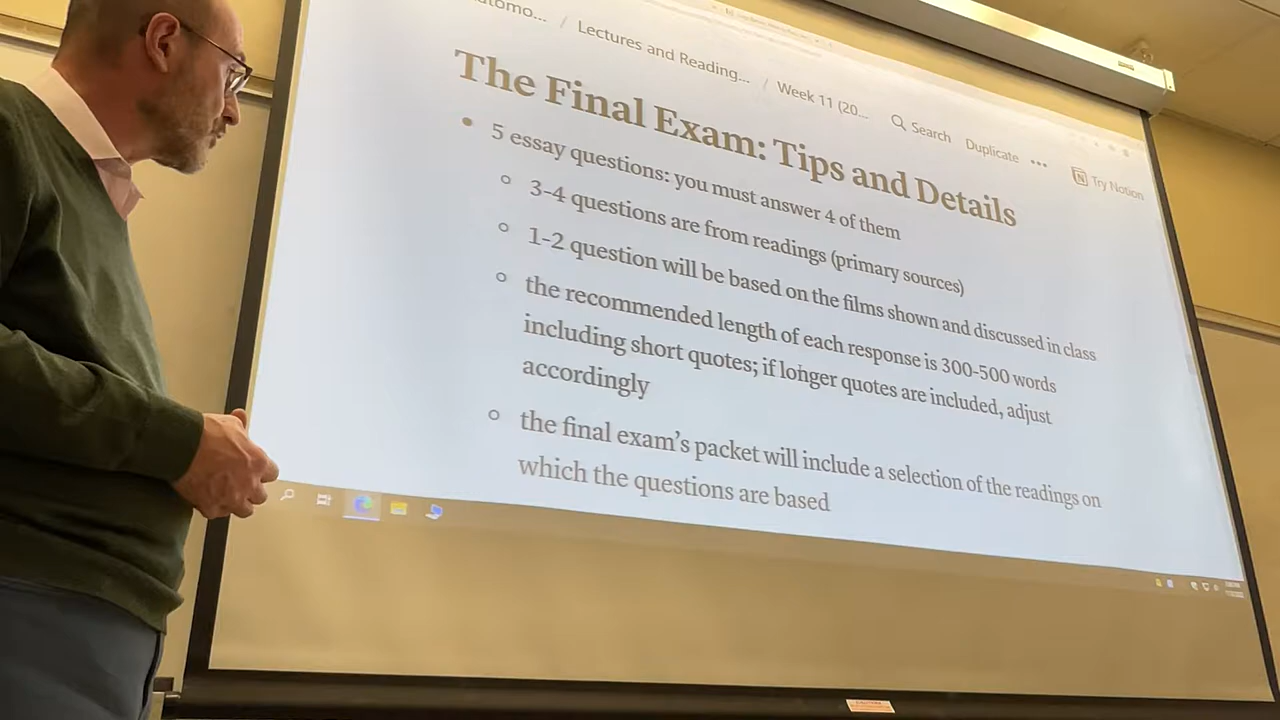 utomo... / Lectures and Reading... / Week 11 (20...
Search Duplicate ...
Try Notion
The Final Exam: Tips and Details
5 essay questions: you must answer 4 of them
3-4 questions are from readings (primary sources)
1-2 question will be based on the films shown and discussed in class
the recommended length of each response is 300-500 words
including short quotes; if longer quotes are included, adjust
accordingly
the final exam's packet will include a selection of the readings on
which the questions are based